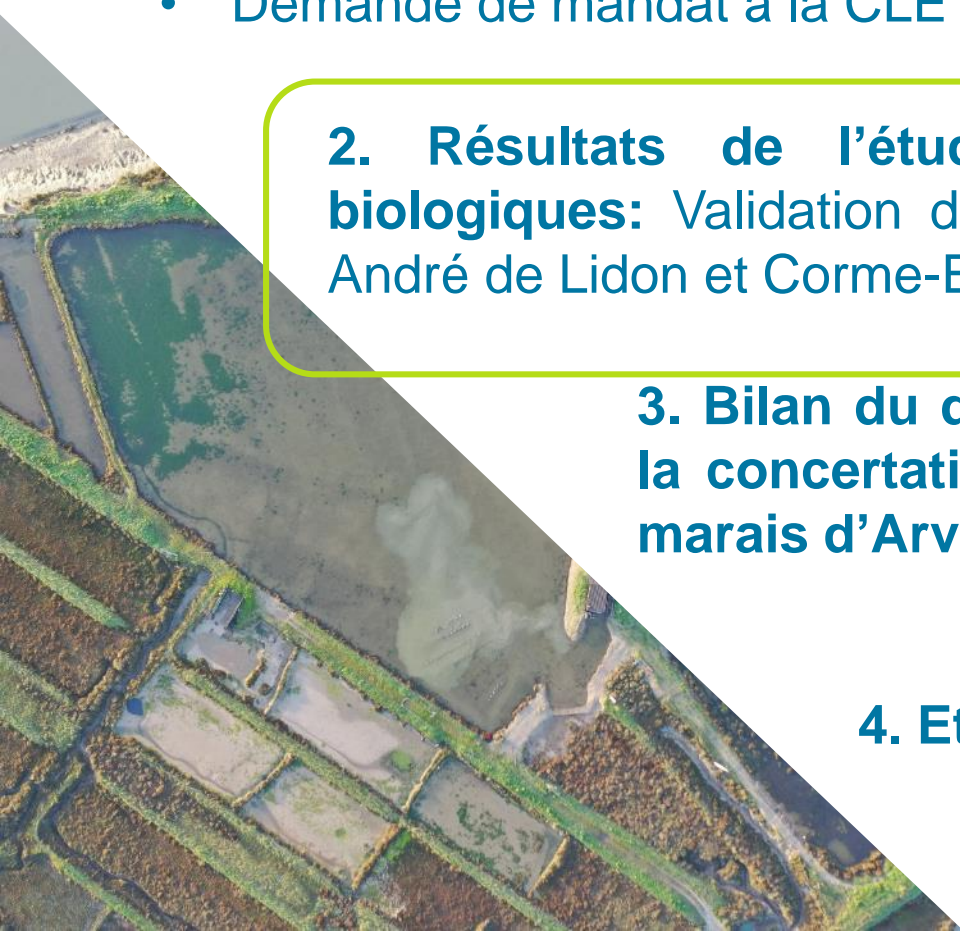 • Demande de mandat à la CLE
2. Résultats de l’étud
biologiques: Validation d
André de Lidon et Corme-E
3. Bilan du d
la concertati
marais d’Arv
4. Et